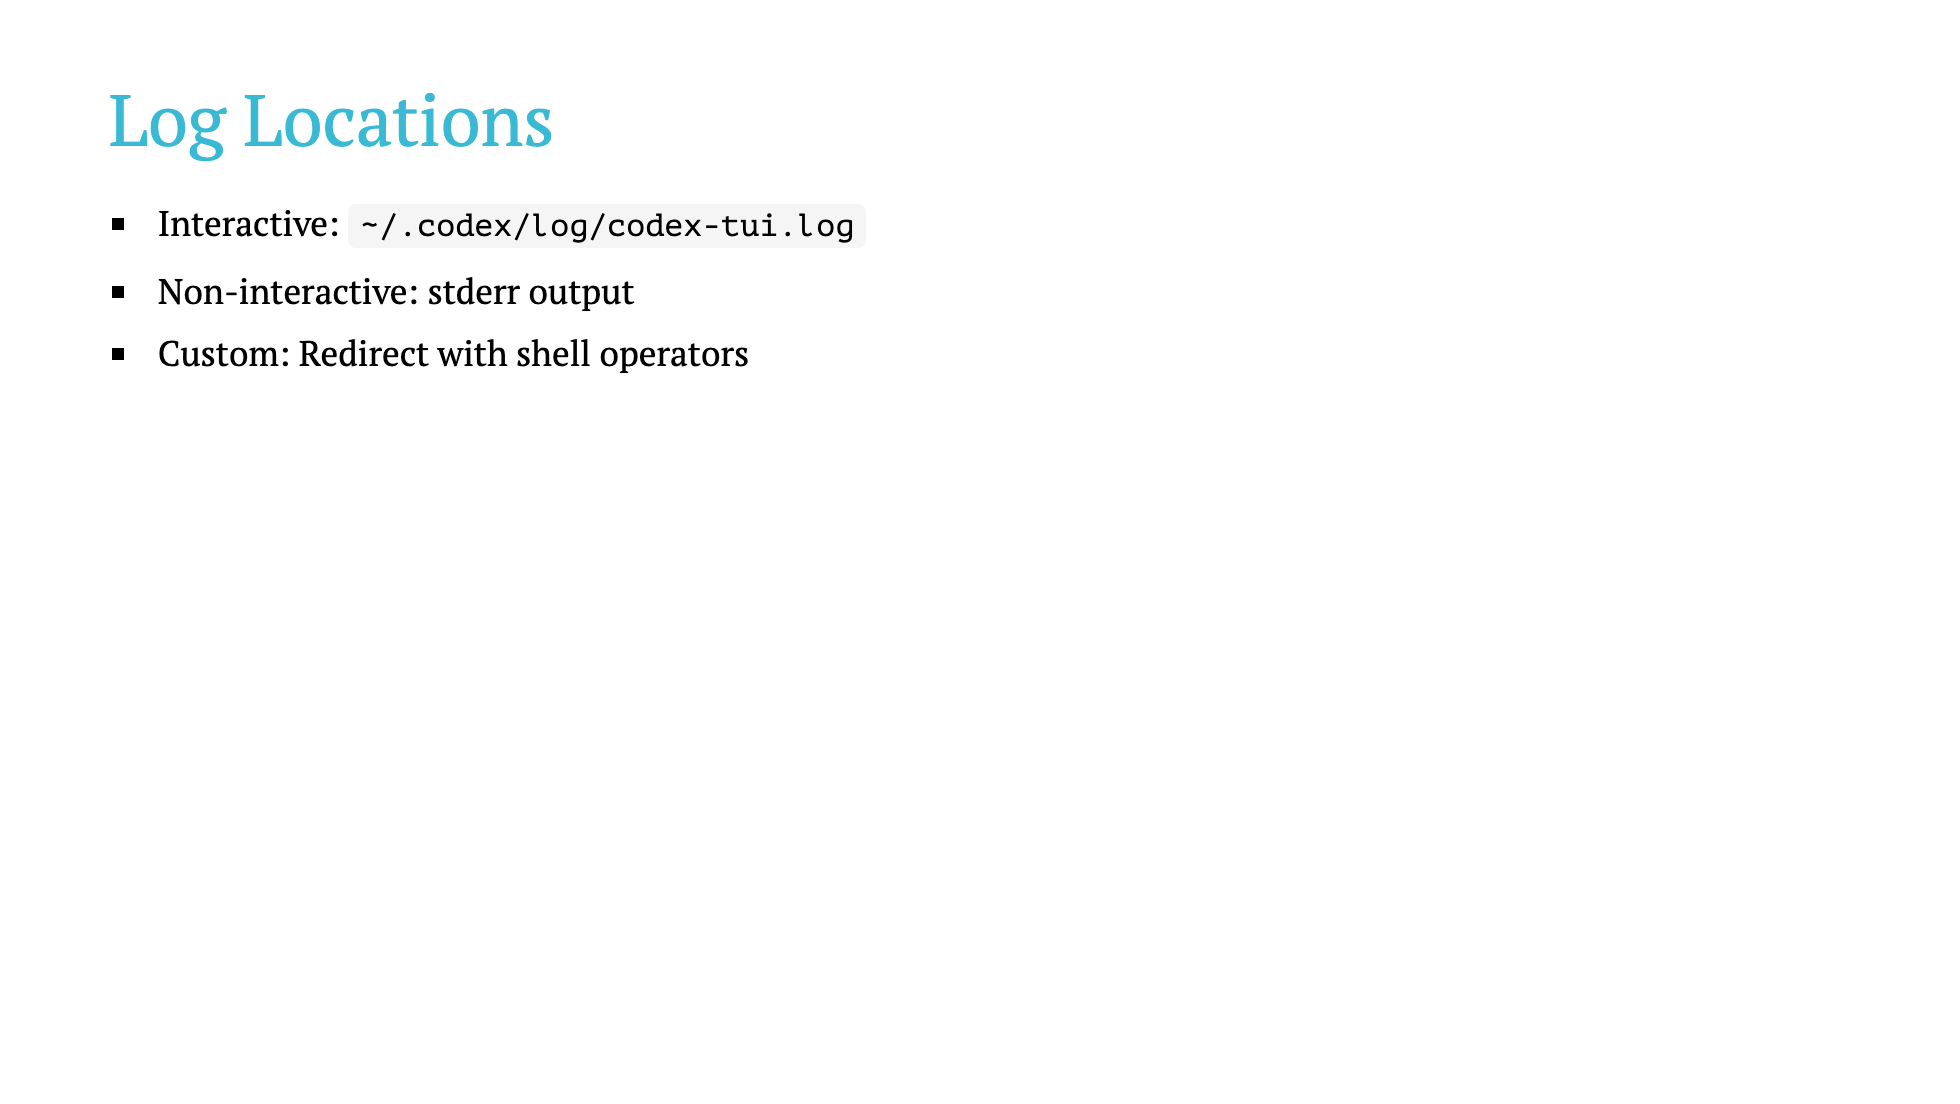 Log Locations
Interactive: ~/.codex/log/codex-tui.log
Non-interactive: stderr output
Custom: Redirect with shell operators